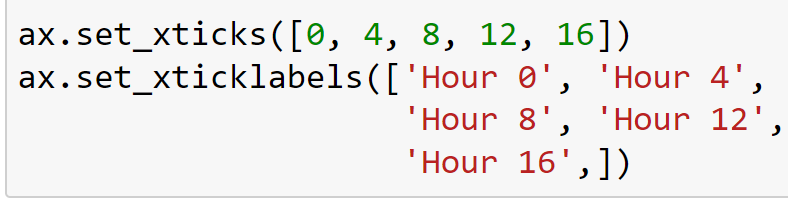 ax.set_xticks([0, 4, 8, 12, 16])
ax.set_xticklabels(['Hour 0', 'Hour 4',
'Hour 8', 'Hour 12',
'Hour 16',])